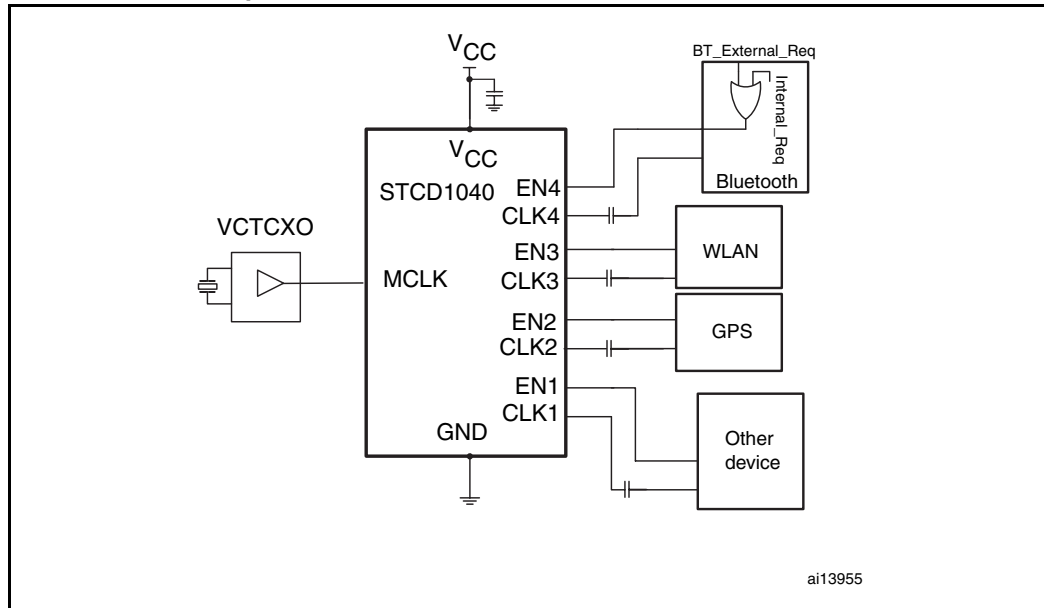 VCC
BT_External_Req
Internal_Req
Bluetooth
VCC
STCD1040
EN4
CLK4
VCTCXO
MCLK
EN3
CLK3
WLAN
EN2
CLK2
GPS
EN1
CLK1
GND
Other
device
ai13955